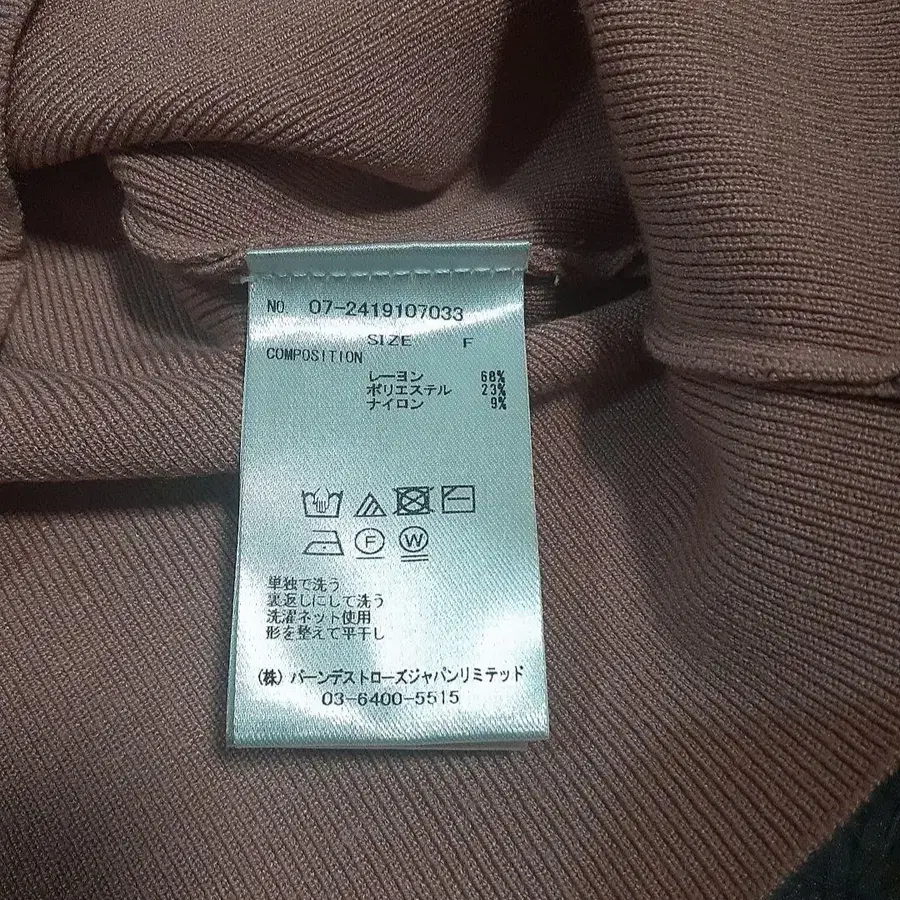 NO. 07-2419107033
SIZE F
COMPOSITION
レーヨン 68%
ポリエステル 23%
ナイロン 9%
F W
単独で洗う
裏返しにして洗う
洗濯ネット使用
形を整えて平干し
(株) バーンデストローズジャパンリミテッド
03-6400-5515